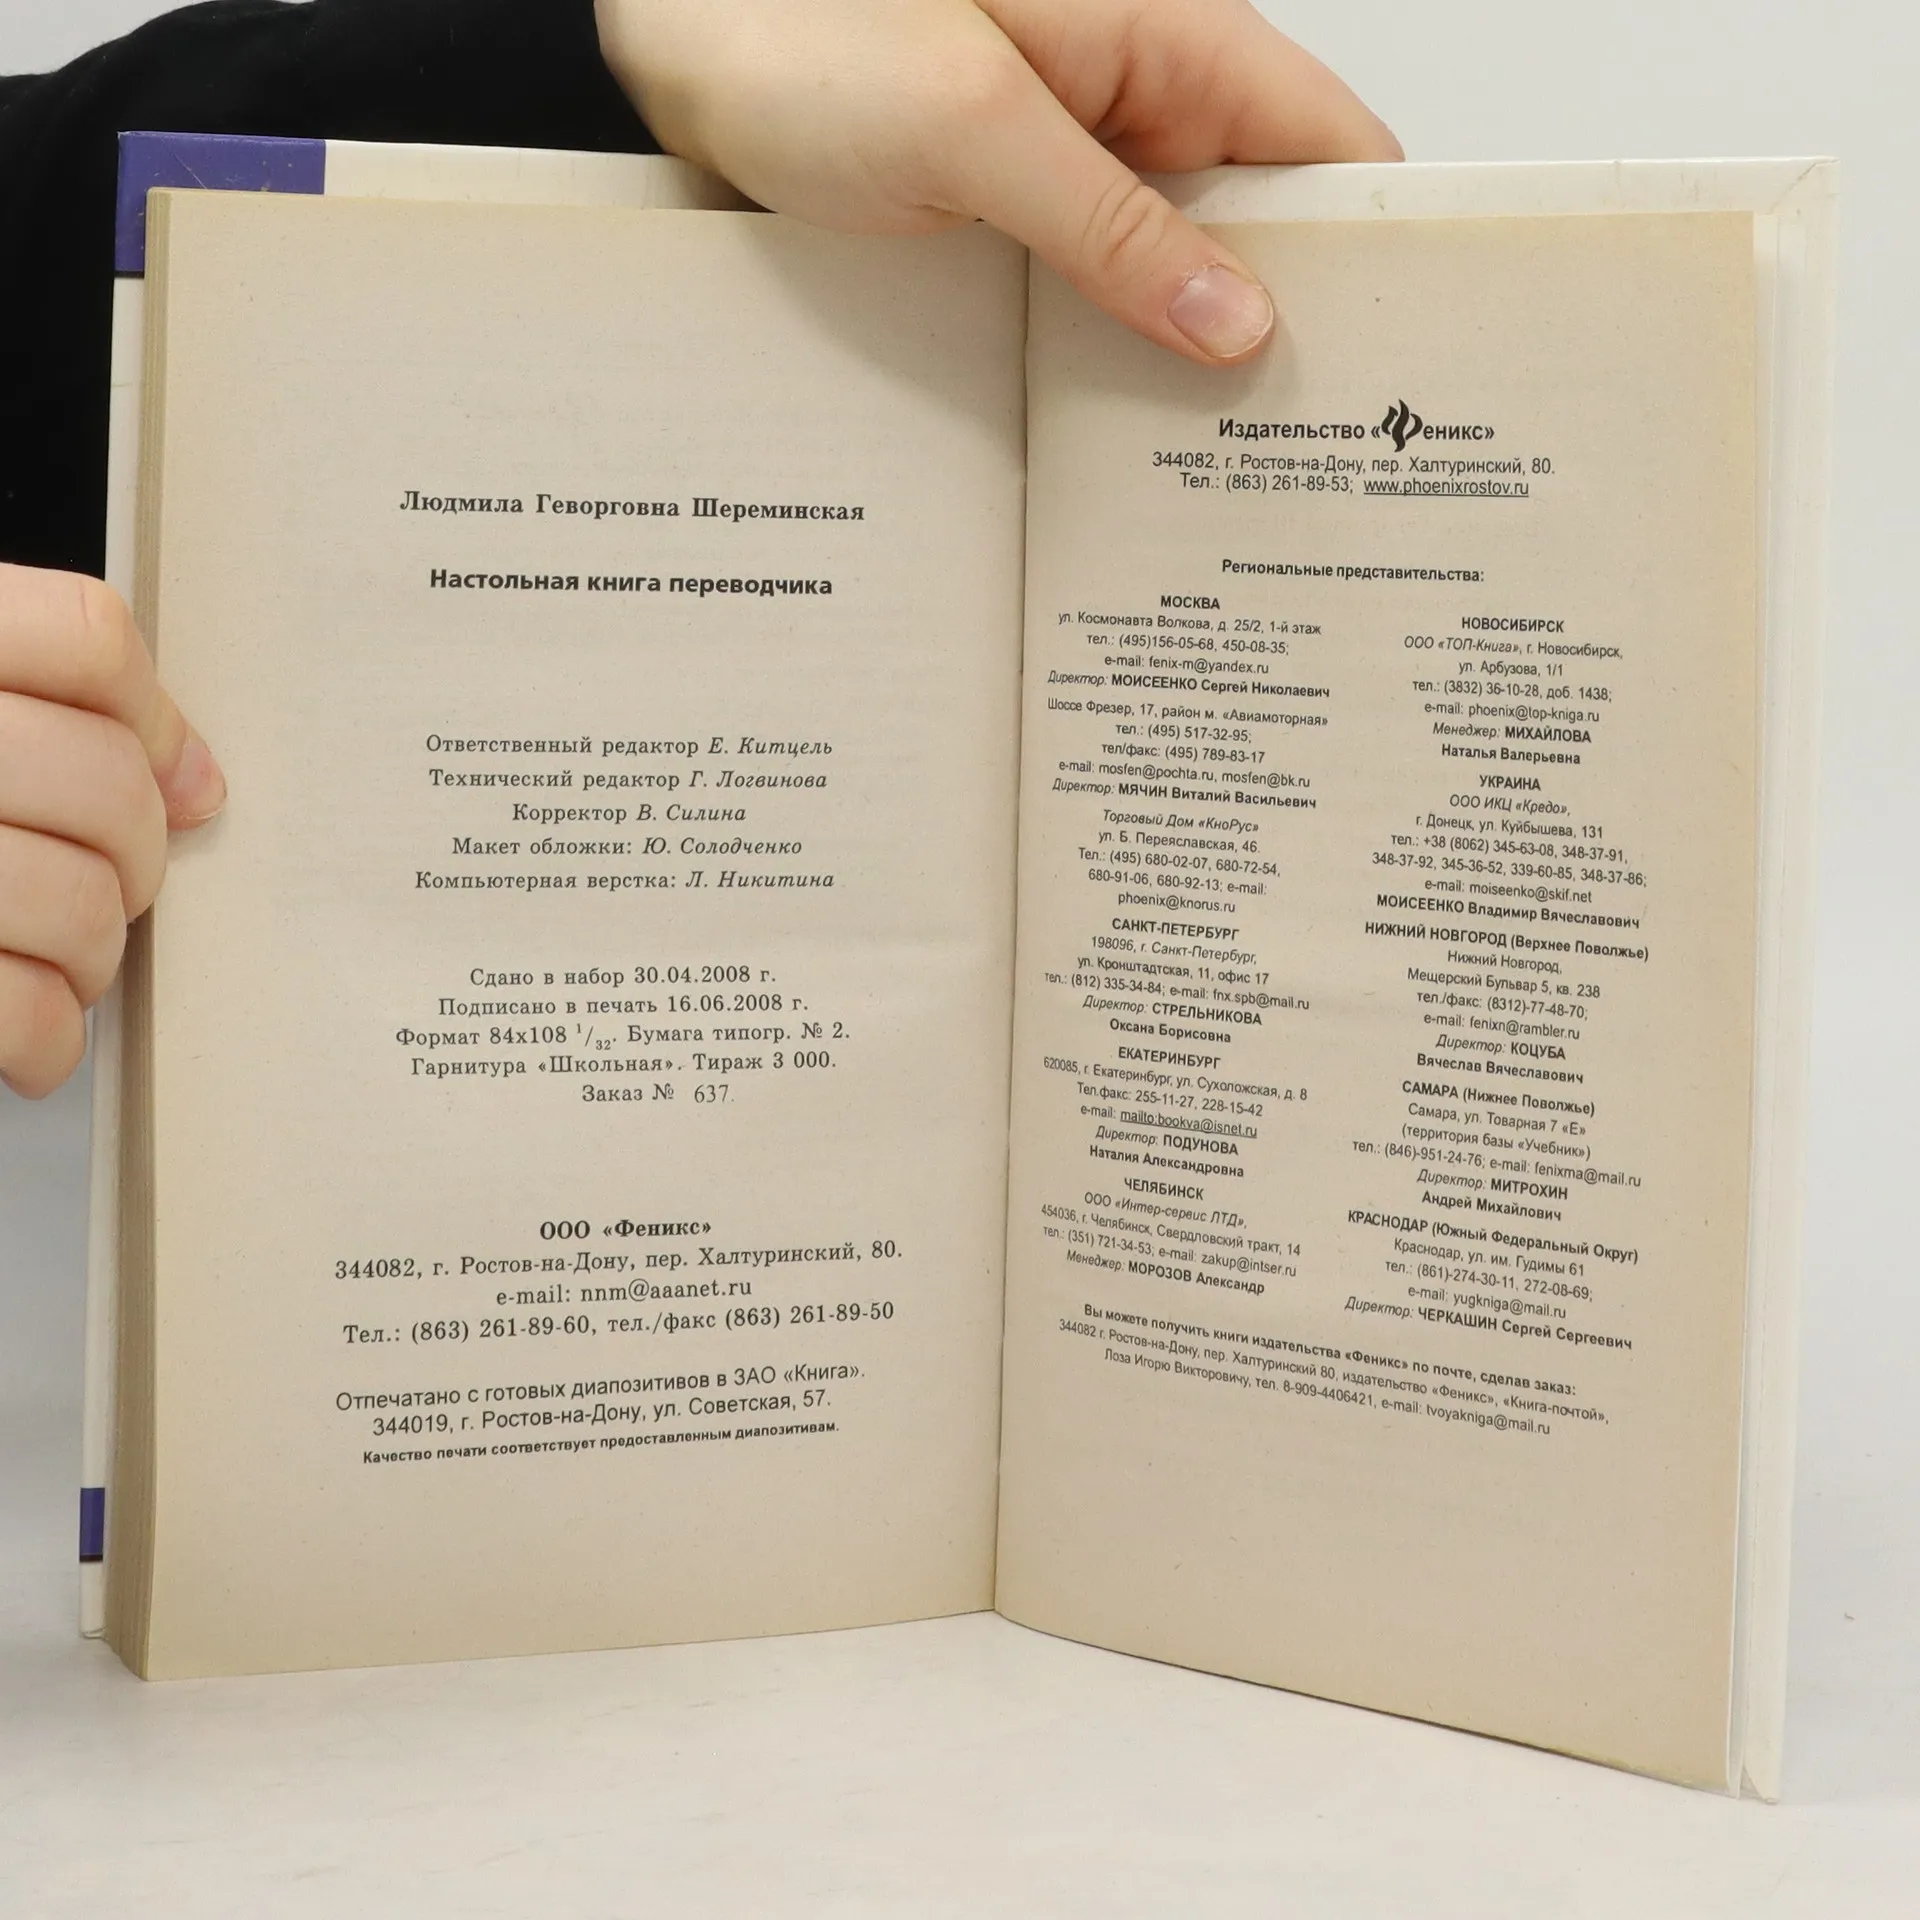 Людмила Геворговна Шереминская
Настольная книга переводчика
Ответственный редактор Е. Китцель
Технический редактор Г. Логвинова
Корректор В. Силина
Макет обложки: Ю. Солодченко
Компьютерная верстка: Л. Никитина
Сдано в набор 30.04.2008 г.
Подписано в печать 16.06.2008 г.
Формат 84х108 1/32. Бумага типогр. № 2.
Гарнитура «Школьная». Тираж 3 000.
Заказ № 637.
ООО «Феникс»
344082, г. Ростов-на-Дону, пер. Халтуринский, 80.
e-mail: nnm@aaanet.ru
Тел.: (863) 261-89-60, тел./факс (863) 261-89-50
Отпечатано с готовых диапозитивов в ЗАО «Книга».
344019, г. Ростов-на-Дону, ул. Советская, 57.
Качество печати соответствует предоставленным диапозитивам.
Издательство «Феникс»
344082, г. Ростов-на-Дону, пер. Халтуринский, 80.
Тел.: (863) 261-89-53; www.phoenixrostov.ru
Региональные представительства:
МОСКВА
ул. Космонавта Волкова, д. 25/2, 1-й этаж
тел.: (495)156-05-68, 450-08-35;
e-mail: fenix-m@yandex.ru
Директор: МОИСЕЕНКО Сергей Николаевич
Шоссе Фрезер, 17, район м. «Авиамоторная»
тел.: (495) 517-32-95;
тел/факс: (495) 789-83-17
e-mail: mosfen@pochta.ru, mosfen@bk.ru
Директор: МЯЧИН Виталий Васильевич
Торговый Дом «КноРус»
ул. Б. Переяславская, 46.
Тел.: (495) 680-02-07, 680-72-54,
680-91-06, 680-92-13; e-mail:
phoenix@knorus.ru
САНКТ-ПЕТЕРБУРГ
198096, г. Санкт-Петербург,
ул. Кронштадтская, 11, офис 17
тел.: (812) 335-34-84; e-mail: fnx.spb@mail.ru
Директор: СТРЕЛЬНИКОВА
Оксана Борисовна
ЕКАТЕРИНБУРГ
620085, г. Екатеринбург, ул. Сухоложская, д. 8
Тел.факс: 255-11-27, 228-15-42
e-mail: mailto:bookva@isnet.ru
Директор: ПОДУНОВА
Наталия Александровна
ЧЕЛЯБИНСК
ООО «Интер-сервис ЛТД»,
454036, г. Челябинск, Свердловский тракт, 14
тел.: (351) 721-34-53; e-mail: zakup@intser.ru
Менеджер: МОРОЗОВ Александр
НОВОСИБИРСК
ООО «ТОП-Книга», г. Новосибирск,
ул. Арбузова, 1/1
тел.: (3832) 36-10-28, доб. 1438;
e-mail: phoenix@top-kniga.ru
Менеджер: МИХАЙЛОВА
Наталья Валерьевна
УКРАИНА
ООО ИКЦ «Кредо»,
г. Донецк, ул. Куйбышева, 131
тел.: +38 (8062) 345-63-08, 348-37-91,
348-37-92, 345-36-52, 339-60-85, 348-37-86;
e-mail: moiseenko@skif.net
МОИСЕЕНКО Владимир Вячеславович
НИЖНИЙ НОВГОРОД (Верхнее Поволжье)
Нижний Новгород,
Мещерский Бульвар 5, кв. 238
тел./факс: (8312)-77-48-70;
e-mail: fenixn@rambler.ru
Директор: КОЦУБА
Вячеслав Вячеславович
САМАРА (Нижнее Поволжье)
Самара, ул. Товарная 7 «Е»
(территория базы «Учебник»)
тел.: (846)-951-24-76; e-mail: fenixma@mail.ru
Директор: МИТРОХИН
Андрей Михайлович
КРАСНОДАР (Южный Федеральный Округ)
Краснодар, ул. им. Гудимы 61
тел.: (861)-274-30-11, 272-08-69;
e-mail: yugkniga@mail.ru
Директор: ЧЕРКАШИН Сергей Сергеевич
Вы можете получить книги издательства «Феникс» по почте, сделав заказ:
344082 г. Ростов-на-Дону, пер. Халтуринский 80, издательство «Феникс», «Книга-почтой»,
Лоза Игорю Викторовичу, тел. 8-909-4406421, e-mail: tvoyakniga@mail.ru